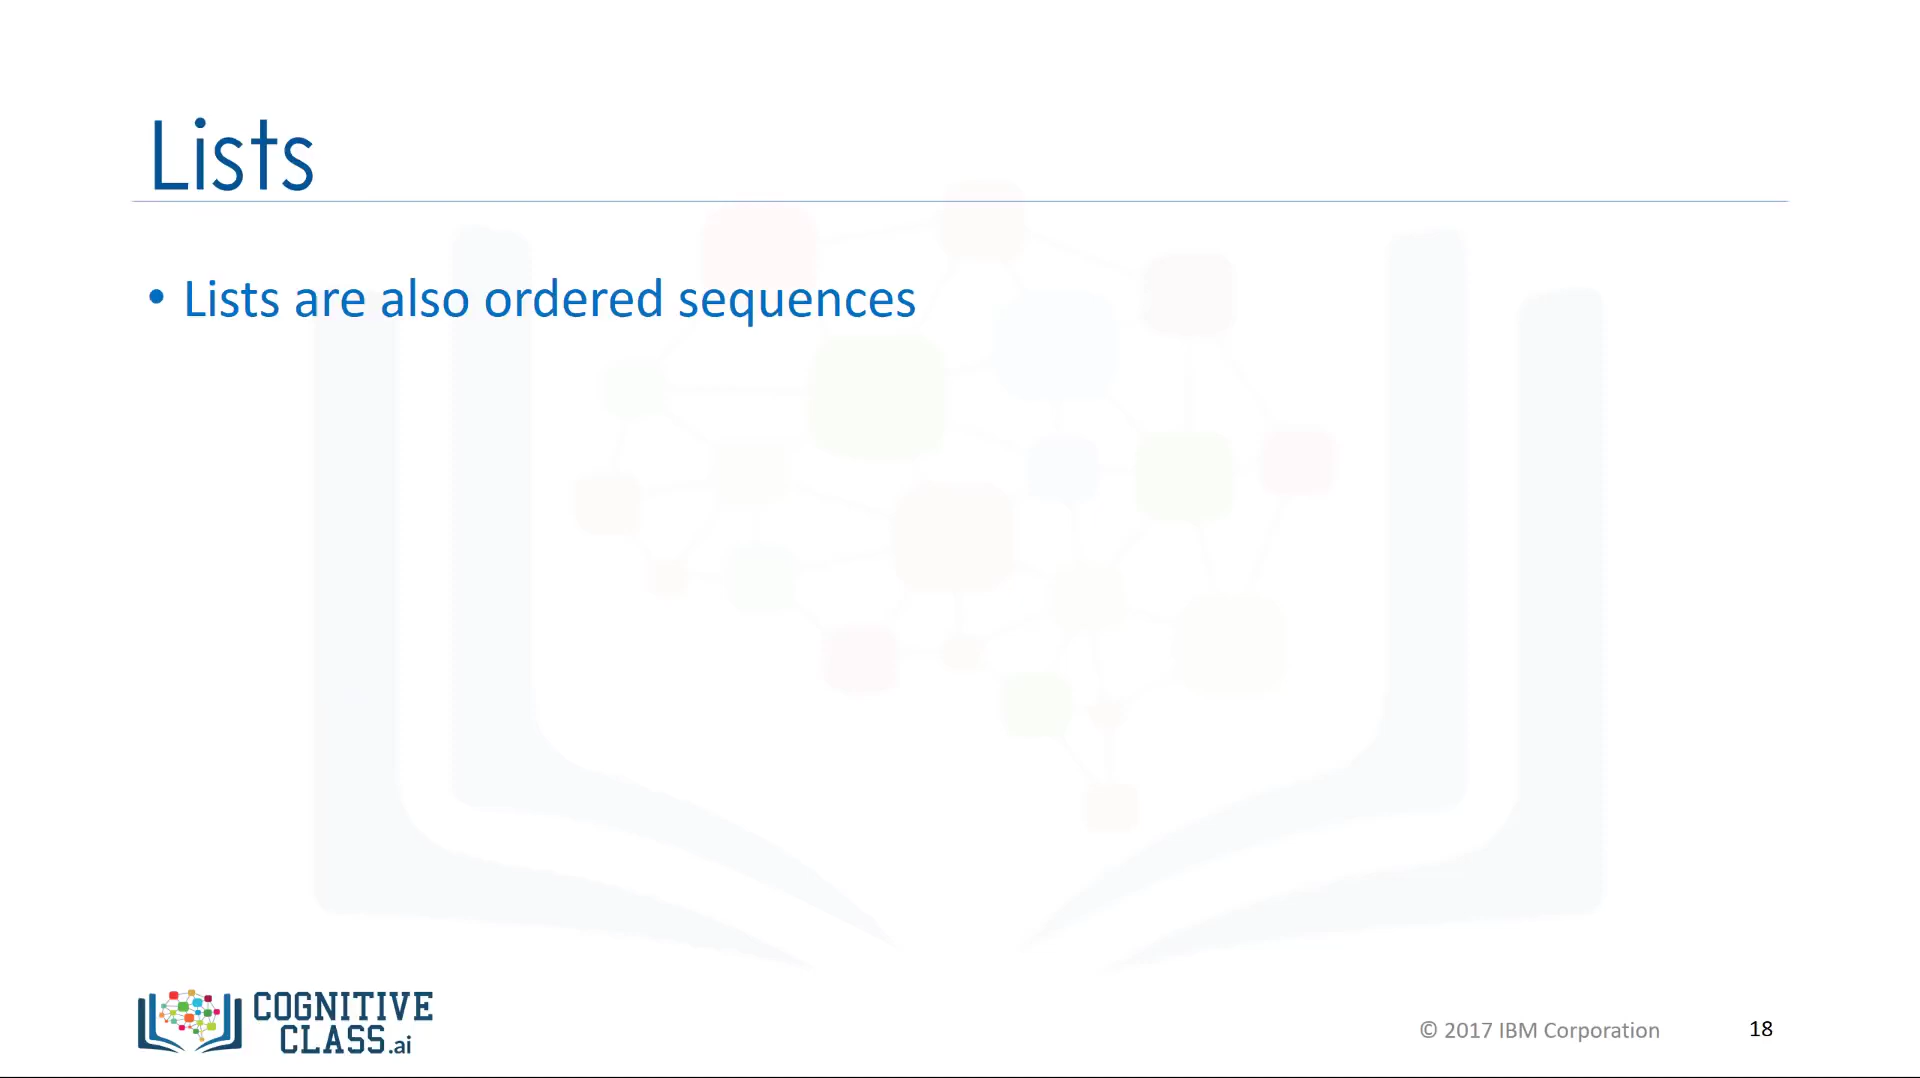 Lists
• Lists are also ordered sequences
COGNITIVE
CLASS.ai
© 2017 IBM Corporation 18